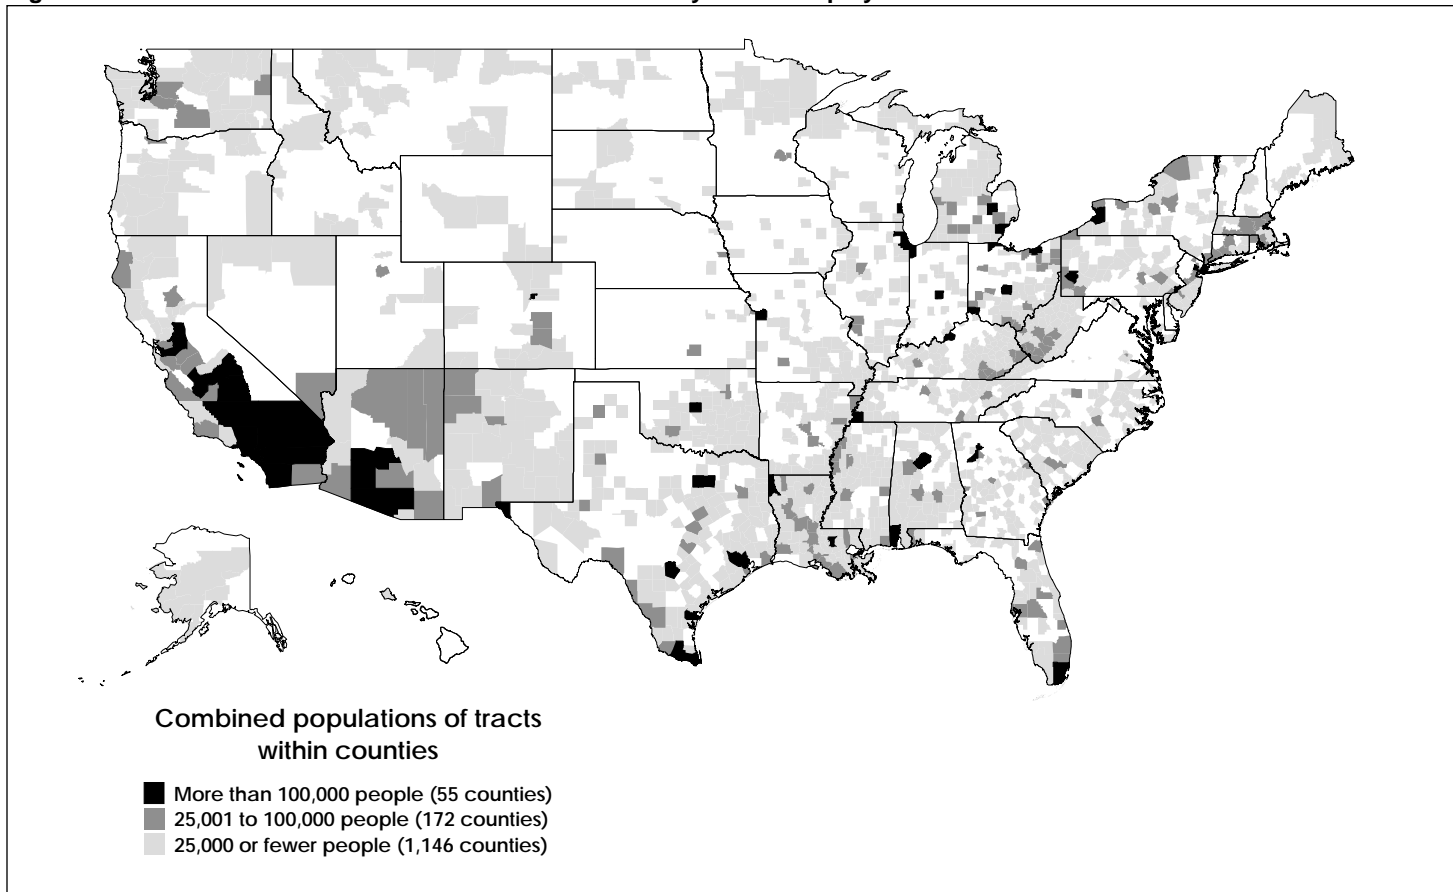 Combined populations of tracts
within counties
More than 100,000 people (55 counties)
25,001 to 100,000 people (172 counties)
25,000 or fewer people (1,146 counties)